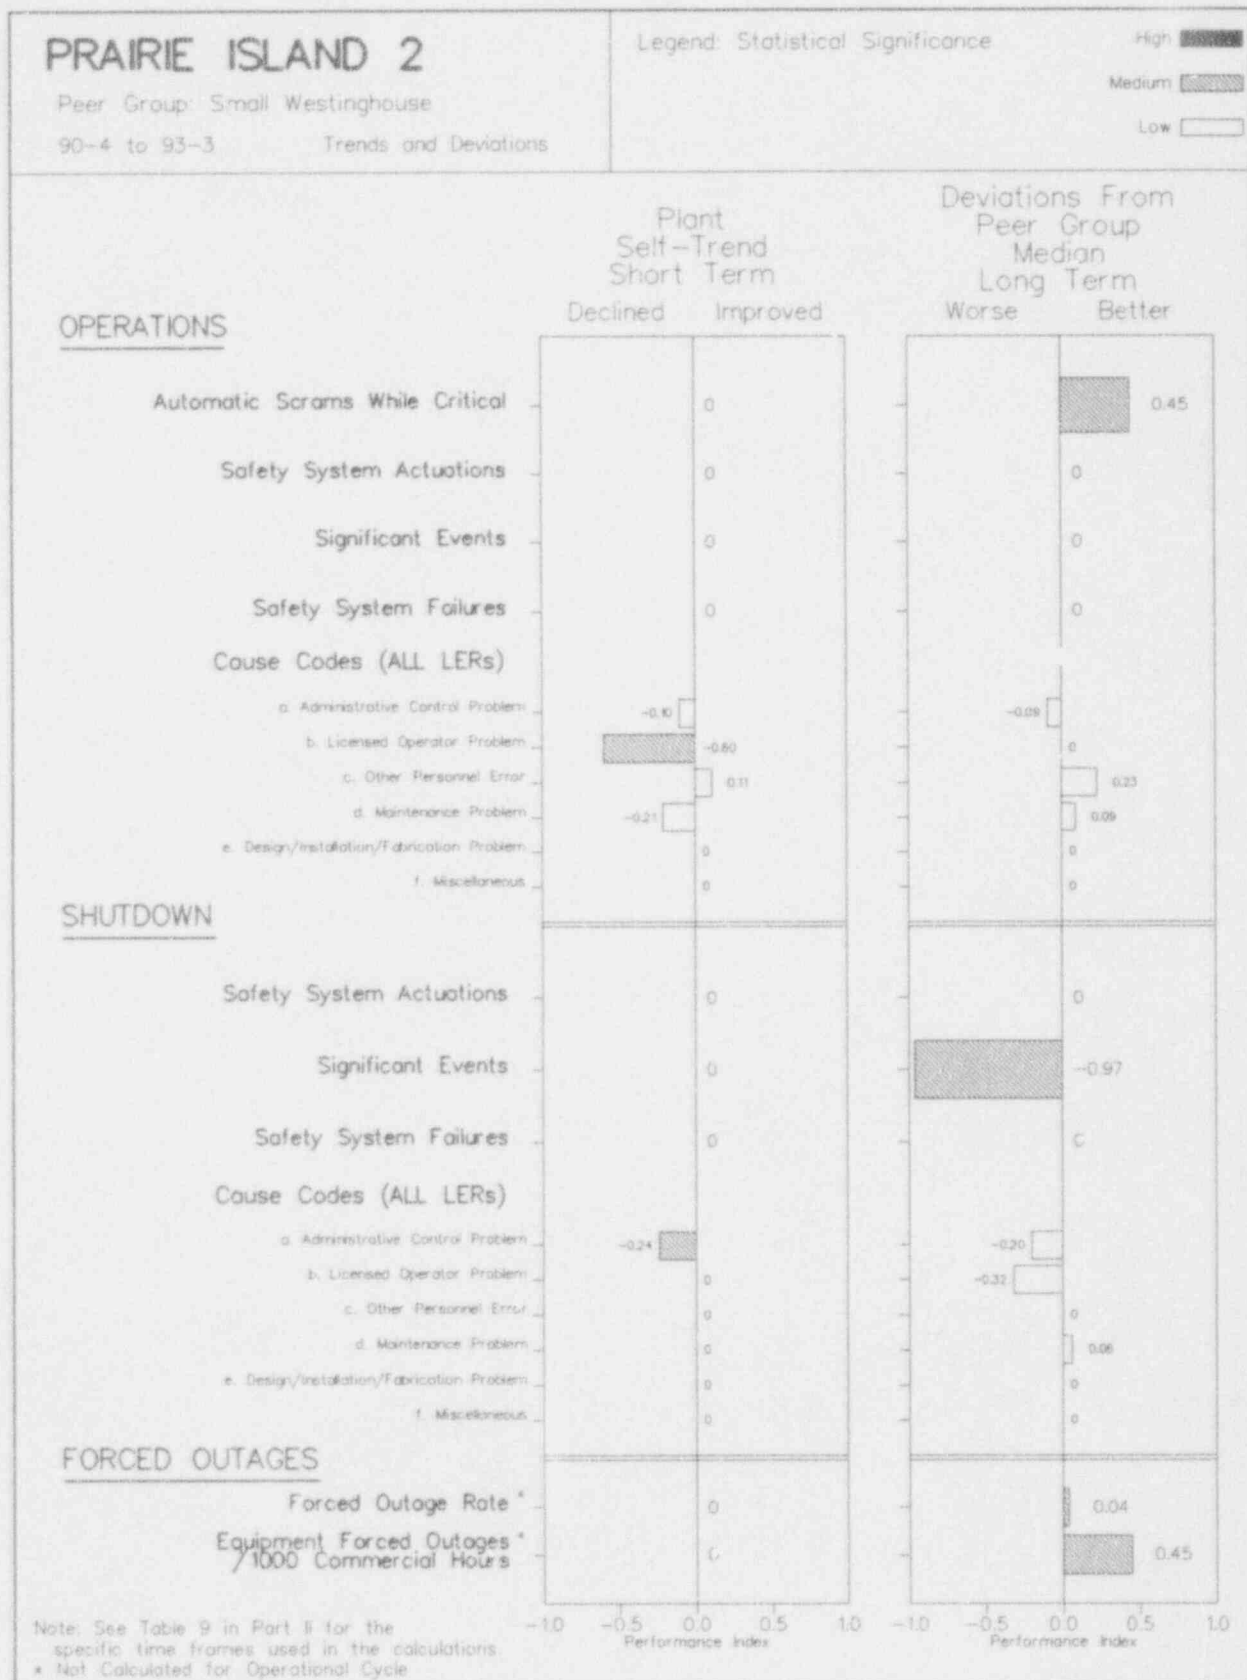 PRAIRIE ISLAND 2
Peer Group: Small Westinghouse
90-4 to 93-3 Trends and Deviations
Legend: Statistical Significance
High
Medium
Low
Plant
Self-Trend
Short Term
Declined Improved
Deviations From
Peer Group
Median
Long Term
Worse Better
OPERATIONS
Automatic Scrams While Critical 0 0.45
Safety System Actuations 0 0
Significant Events 0 0
Safety System Failures 0 0
Cause Codes (ALL LERs)
a. Administrative Control Problem -0.10 -0.09
b. Licensed Operator Problem -0.60 0
c. Other Personnel Error 0.11 0.23
d. Maintenance Problem -0.21 0.09
e. Design/Installation/Fabrication Problem 0 0
f. Miscellaneous 0 0
SHUTDOWN
Safety System Actuations 0 0
Significant Events 0 -0.97
Safety System Failures 0 0
Cause Codes (ALL LERs)
a. Administrative Control Problem -0.24 -0.20
b. Licensed Operator Problem 0 -0.32
c. Other Personnel Error 0 0
d. Maintenance Problem 0 0.06
e. Design/Installation/Fabrication Problem 0 0
f. Miscellaneous 0 0
FORCED OUTAGES
Forced Outage Rate * 0 0.04
Equipment Forced Outages *
/1000 Commercial Hours 0 0.45
-1.0 -0.5 0.0 0.5 1.0
Performance Index
-1.0 -0.5 0.0 0.5 1.0
Performance Index
Note: See Table 9 in Part II for the
specific time frames used in the calculations.
* Not Calculated for Operational Cycle